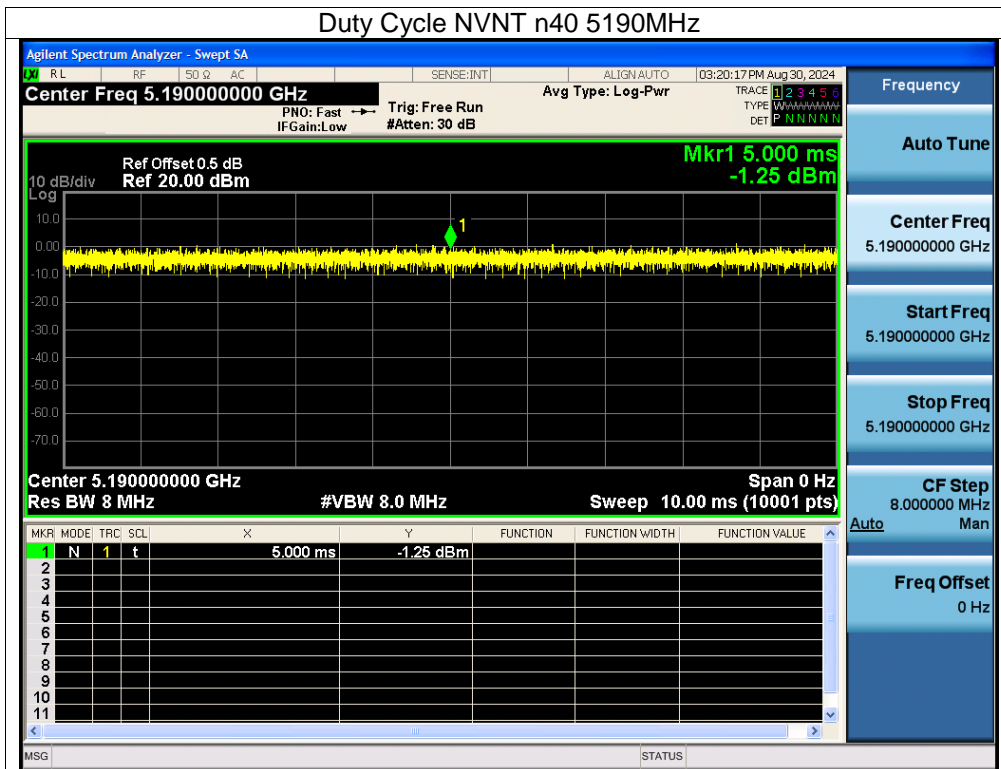 Duty Cycle NVNT n40 5190MHz
Agilent Spectrum Analyzer - Swept SA
LXI RL RF 50 Ω AC SENSE:INT ALIGN AUTO 03:20:17 PM Aug 30, 2024
Center Freq 5.190000000 GHz
PNO: Fast
IFGain:Low
Trig: Free Run
#Atten: 30 dB
Avg Type: Log-Pwr
TRACE 1 2 3 4 5 6
TYPE WWWWWW
DET P N N N N N
Mkr1 5.000 ms
-1.25 dBm
Ref Offset 0.5 dB
10 dB/div Ref 20.00 dBm
Log
10.0
0.00
-10.0
-20.0
-30.0
-40.0
-50.0
-60.0
-70.0
1
Center 5.190000000 GHz Span 0 Hz
Res BW 8 MHz #VBW 8.0 MHz Sweep 10.00 ms (10001 pts)
MKR MODE TRC SCL X Y FUNCTION FUNCTION WIDTH FUNCTION VALUE
1 N 1 t 5.000 ms -1.25 dBm
2
3
4
5
6
7
8
9
10
11
MSG STATUS
Frequency
Auto Tune
Center Freq
5.190000000 GHz
Start Freq
5.190000000 GHz
Stop Freq
5.190000000 GHz
CF Step
8.000000 MHz
Auto Man
Freq Offset
0 Hz